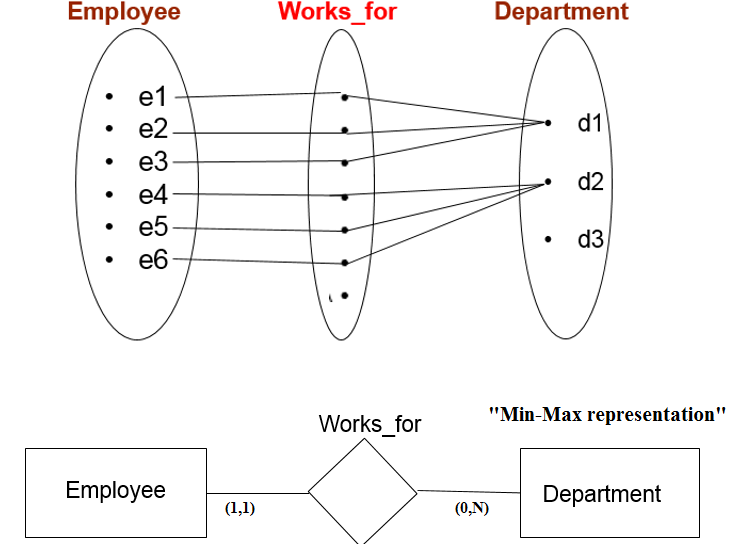 Employee
Works_for
Department
e1
e2
e3
e4
e5
e6
d1
d2
d3
"Min-Max representation"
Works_for
Employee
(1,1)
(0,N)
Department